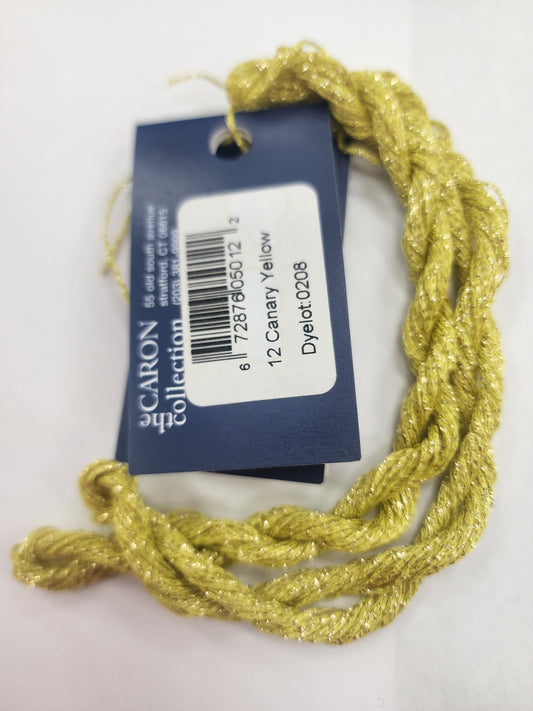 the CARON
collection
55 old south avenue
stratford, CT 06615
(203) 381-9999
6 72876 05012 2
12 Canary Yellow
Dyelot:0208